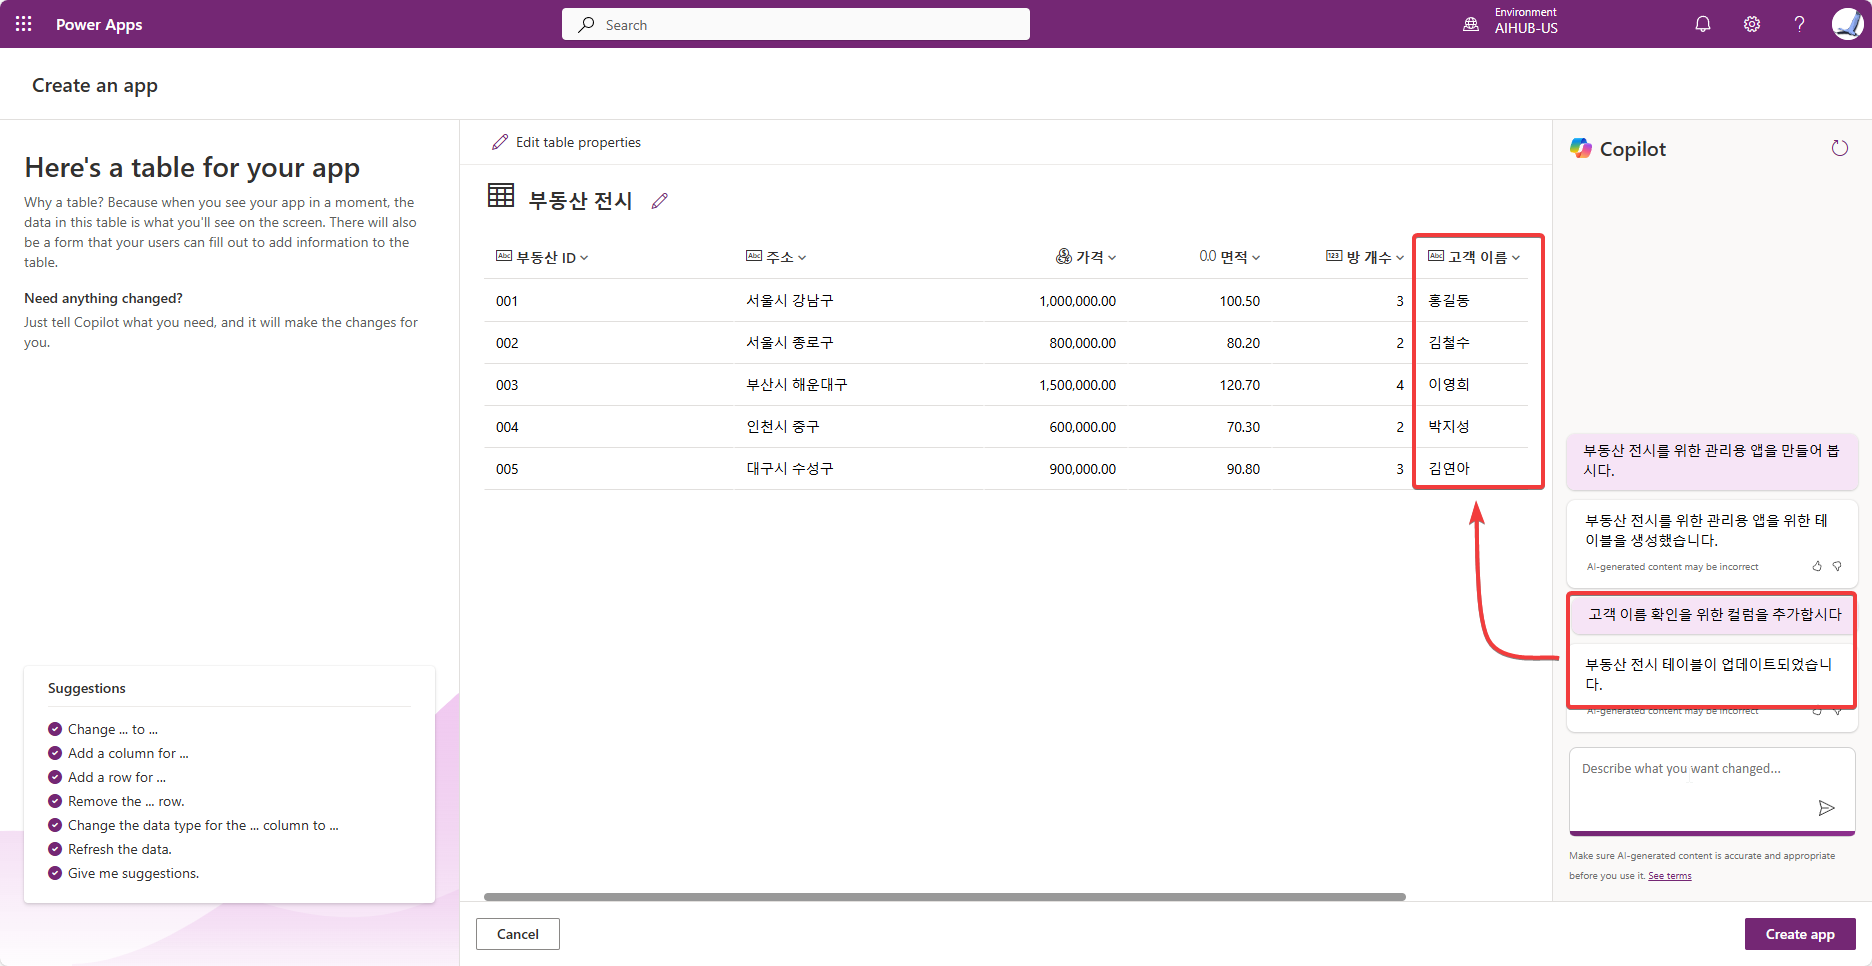 Power Apps
Search
Environment
AIHUB-US
Create an app
Here's a table for your app
Why a table? Because when you see your app in a moment, the
data in this table is what you'll see on the screen. There will also
be a form that your users can fill out to add information to the
table.
Need anything changed?
Just tell Copilot what you need, and it will make the changes for
you.
Suggestions
Change ... to ...
Add a column for ...
Add a row for ...
Remove the ... row.
Change the data type for the ... column to ...
Refresh the data.
Give me suggestions.
Edit table properties
부동산 전시
Abc 부동산 ID Abc 주소 가격 0.0 면적 123 방 개수 Abc 고객 이름
001 서울시 강남구 1,000,000.00 100.50 3 홍길동
002 서울시 종로구 800,000.00 80.20 2 김철수
003 부산시 해운대구 1,500,000.00 120.70 4 이영희
004 인천시 중구 600,000.00 70.30 2 박지성
005 대구시 수성구 900,000.00 90.80 3 김연아
Cancel
Copilot
부동산 전시를 위한 관리용 앱을 만들어 봅
시다.
부동산 전시를 위한 관리용 앱을 위한 테
이블을 생성했습니다.
AI-generated content may be incorrect
고객 이름 확인을 위한 컬럼을 추가합시다
부동산 전시 테이블이 업데이트되었습니
다.
AI-generated content may be incorrect
Describe what you want changed...
Make sure AI-generated content is accurate and appropriate
before you use it. See terms
Create app